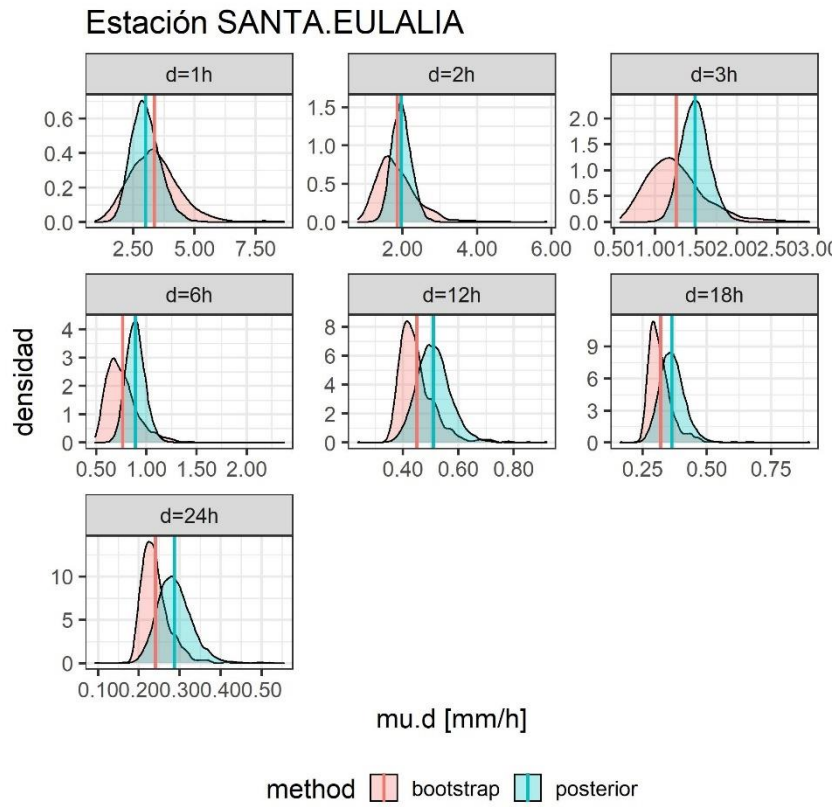 Estación SANTA.EULALIA
d=1h d=2h d=3h
0.6 1.5 2.0
0.4 1.0 1.5
0.2 0.5 1.0
0.0 0.0 0.5
0.0
2.50 5.00 7.50 2.00 4.00 6.00 0.501.001.502.002.503.00
d=6h d=12h d=18h
4 8 9
3 6 6
2 4 3
1 2 0
0 0
0.50 1.00 1.50 2.00 0.40 0.60 0.80 0.25 0.50 0.75
d=24h
10
5
0
0.100.200.300.400.50
densidad
mu.d [mm/h]
method bootstrap posterior